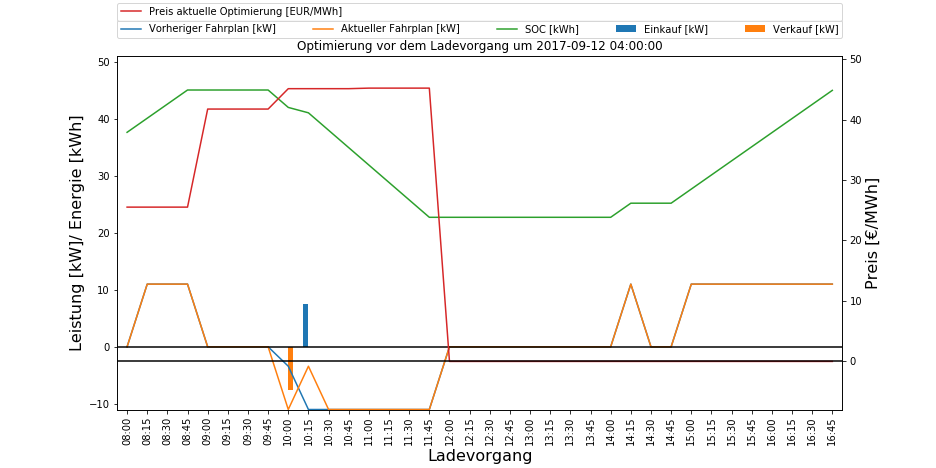 Preis aktuelle Optimierung [EUR/MWh]
Vorheriger Fahrplan [kW] Aktueller Fahrplan [kW] SOC [kWh] Einkauf [kW] Verkauf [kW]
Optimierung vor dem Ladevorgang um 2017-09-12 04:00:00
Leistung [kW]/ Energie [kWh]
50
40
30
20
10
0
−10
50
40
30
20
10
0
Preis [€/MWh]
08:00 08:15 08:30 08:45 09:00 09:15 09:30 09:45 10:00 10:15 10:30 10:45 11:00 11:15 11:30 11:45 12:00 12:15 12:30 12:45 13:00 13:15 13:30 13:45 14:00 14:15 14:30 14:45 15:00 15:15 15:30 15:45 16:00 16:15 16:30 16:45
Ladevorgang